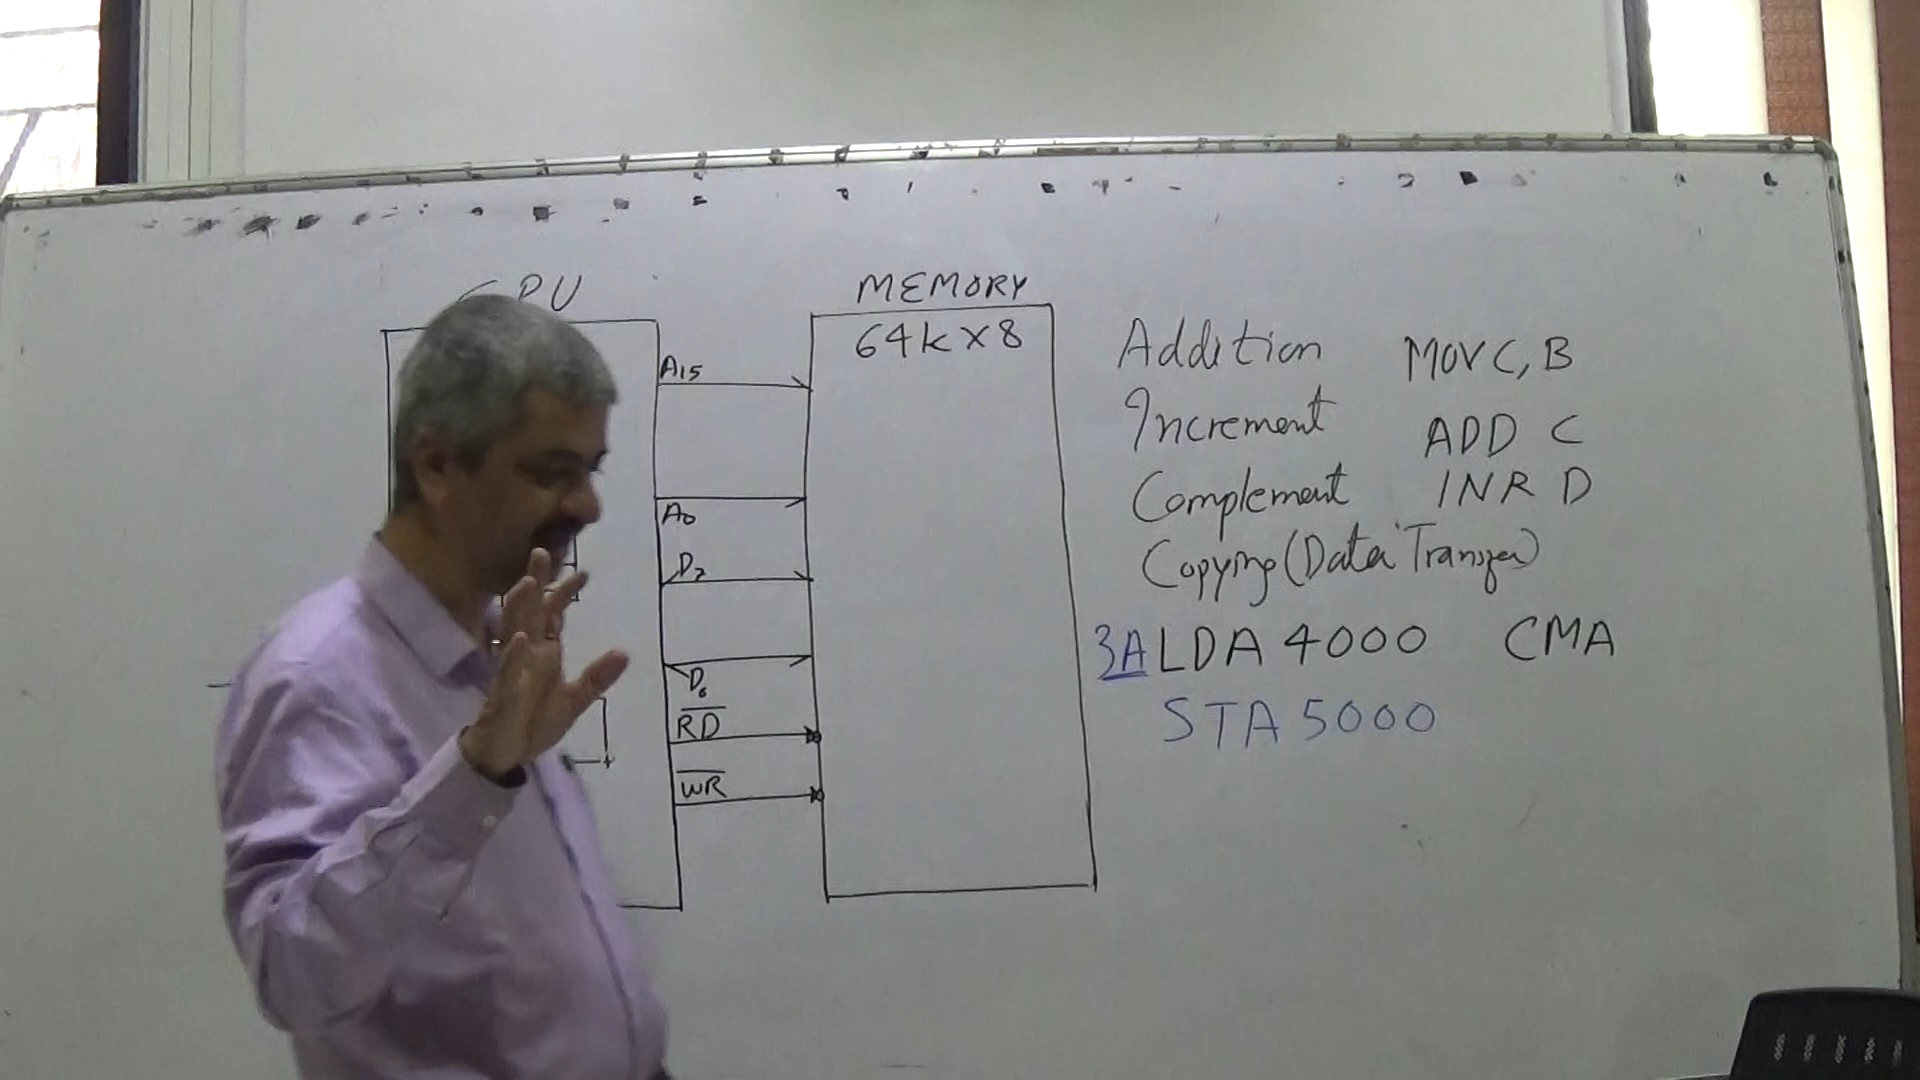 CPU
MEMORY
64K×8
A15
A0
D7
D0
RD
WR
Addition MOV C, B
Increment ADD C
Complement INR D
Copying (Data Transfer)
3A LDA 4000 CMA
STA 5000